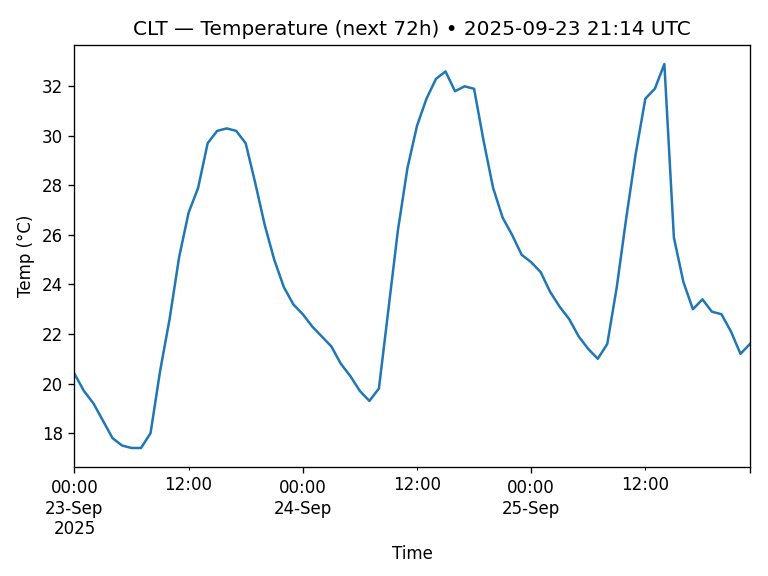 CLT — Temperature (next 72h) • 2025-09-23 21:14 UTC
Temp (°C)
32
30
28
26
24
22
20
18
00:00 12:00 00:00 12:00 00:00 12:00
23-Sep 24-Sep 25-Sep
2025
Time